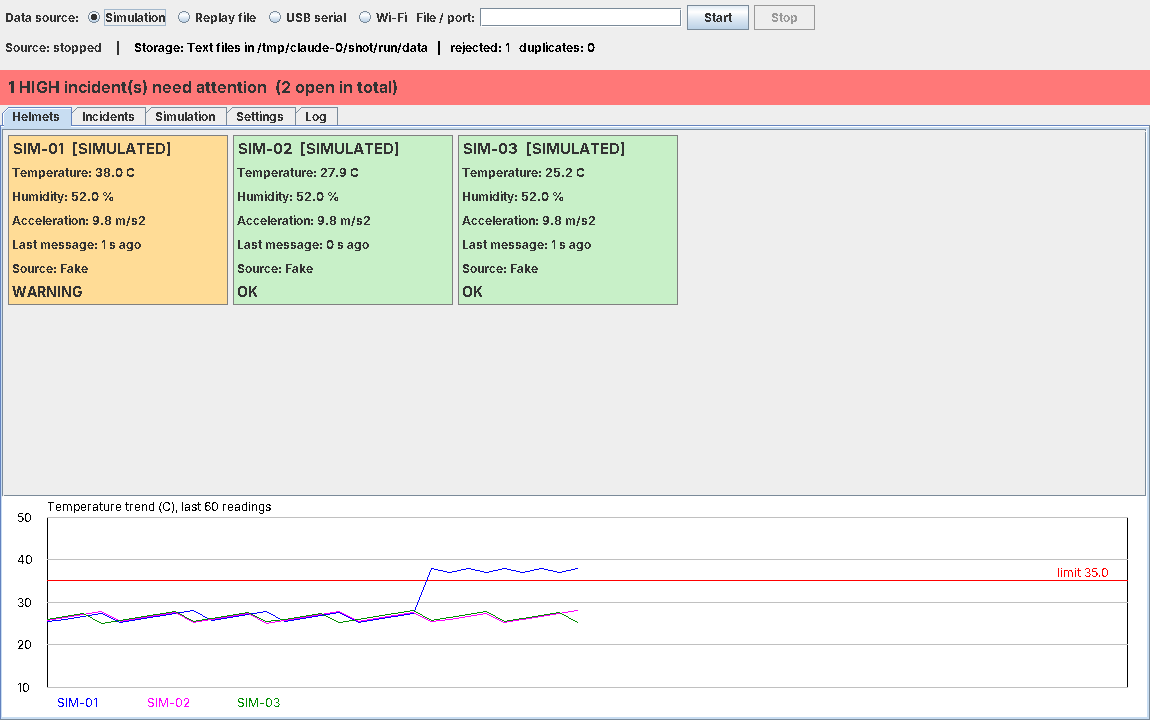 Data source: Simulation Replay file USB serial Wi-Fi File / port: Start Stop
Source: stopped | Storage: Text files in /tmp/claude-0/shot/run/data | rejected: 1 duplicates: 0
1 HIGH incident(s) need attention (2 open in total)
Helmets Incidents Simulation Settings Log
SIM-01 [SIMULATED]
Temperature: 38.0 C
Humidity: 52.0 %
Acceleration: 9.8 m/s2
Last message: 1 s ago
Source: Fake
WARNING
SIM-02 [SIMULATED]
Temperature: 27.9 C
Humidity: 52.0 %
Acceleration: 9.8 m/s2
Last message: 0 s ago
Source: Fake
OK
SIM-03 [SIMULATED]
Temperature: 25.2 C
Humidity: 52.0 %
Acceleration: 9.8 m/s2
Last message: 1 s ago
Source: Fake
OK
Temperature trend (C), last 60 readings
50
40
limit 35.0
30
20
10
SIM-01 SIM-02 SIM-03